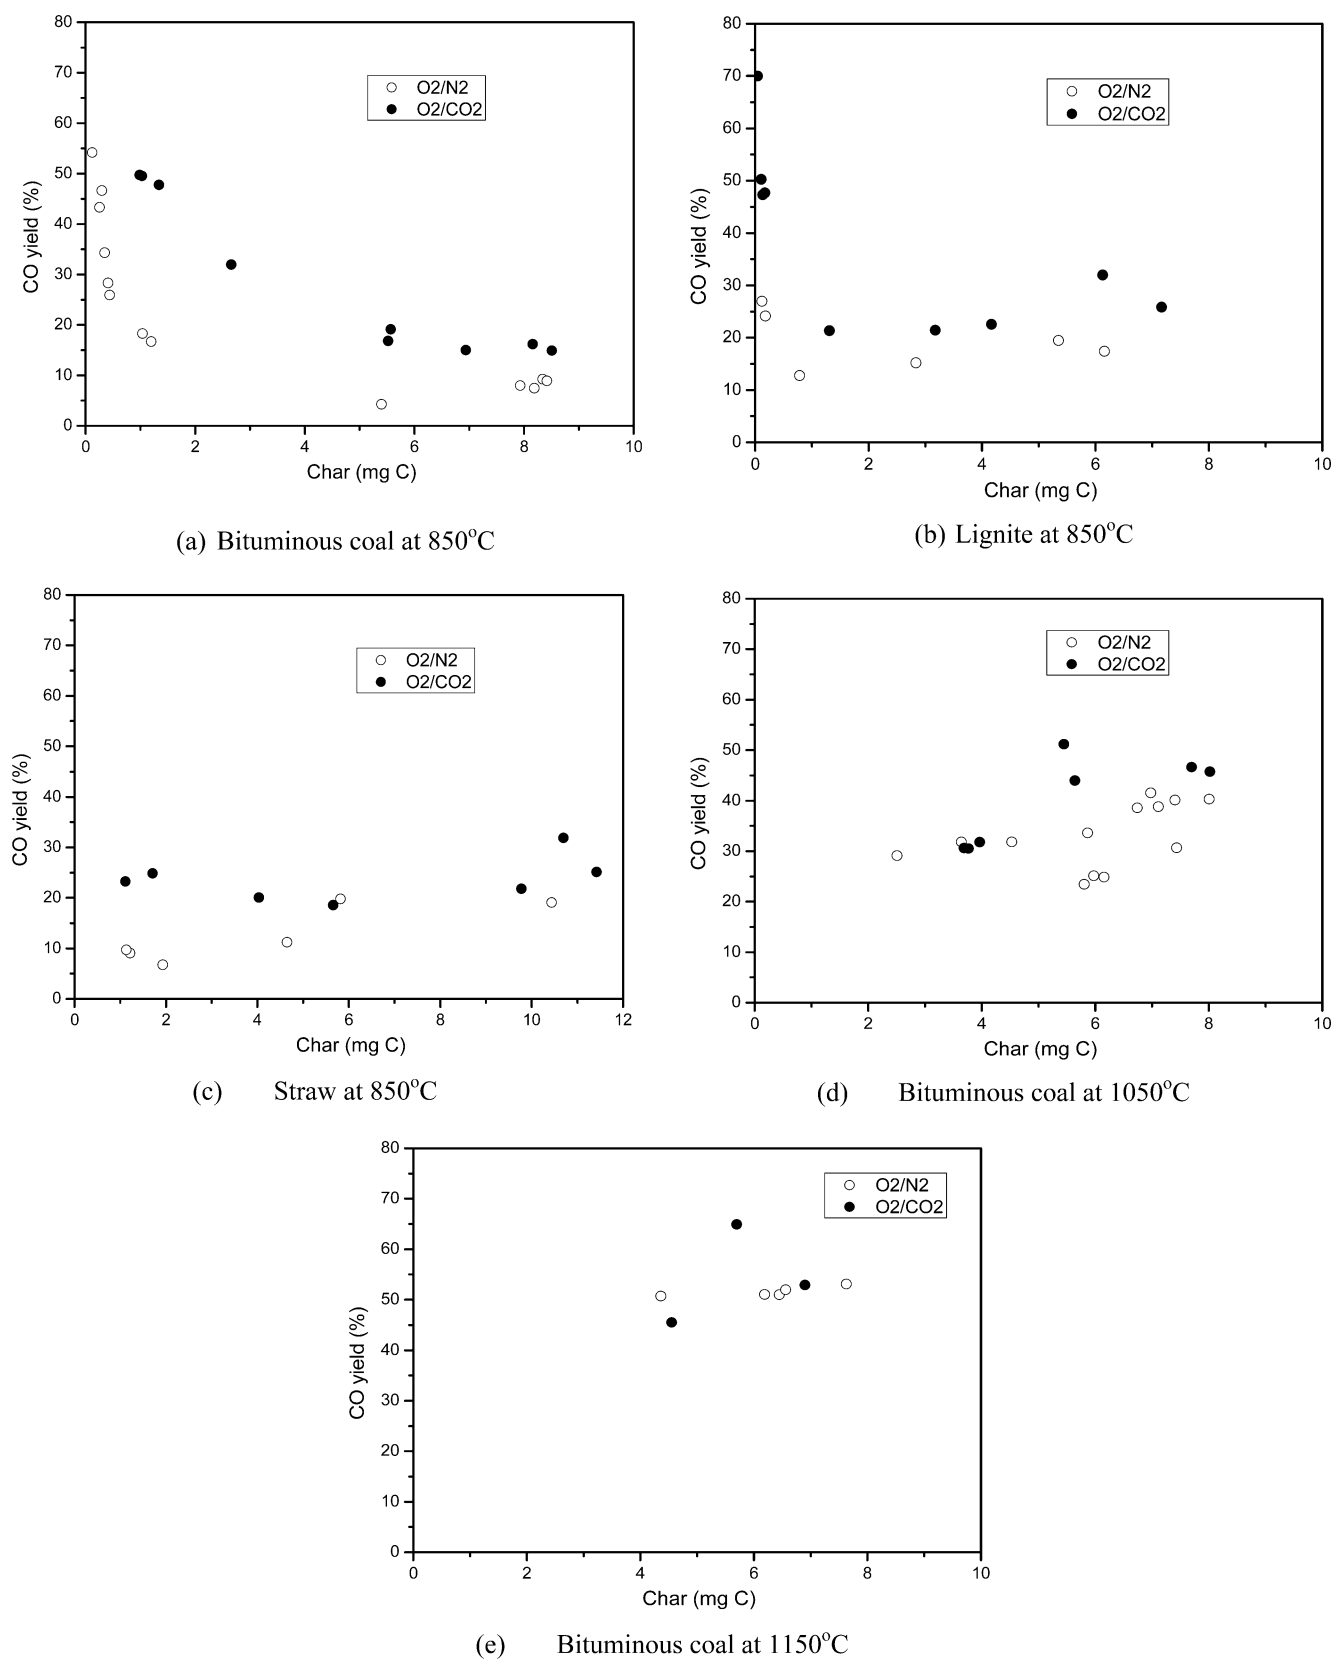 80
70
60
50
40
30
20
10
0
CO yield (%)
O2/N2
O2/CO2
0 2 4 6 8 10
Char (mg C)
(a) Bituminous coal at 850°C
80
70
60
50
40
30
20
10
0
CO yield (%)
O2/N2
O2/CO2
0 2 4 6 8 10
Char (mg C)
(b) Lignite at 850°C
80
70
60
50
40
30
20
10
0
CO yield (%)
O2/N2
O2/CO2
0 2 4 6 8 10 12
Char (mg C)
(c) Straw at 850°C
80
70
60
50
40
30
20
10
0
CO yield (%)
O2/N2
O2/CO2
0 2 4 6 8 10
Char (mg C)
(d) Bituminous coal at 1050°C
80
70
60
50
40
30
20
10
0
CO yield (%)
O2/N2
O2/CO2
0 2 4 6 8 10
Char (mg C)
(e) Bituminous coal at 1150°C